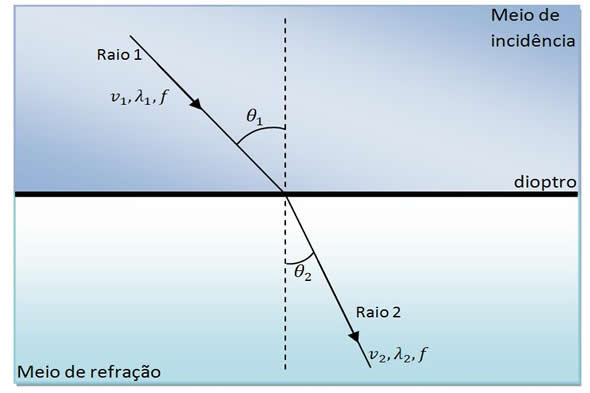 Meio de
incidência
Raio 1
v₁, λ₁, f
θ₁
dioptro
θ₂
Raio 2
v₂, λ₂, f
Meio de refração